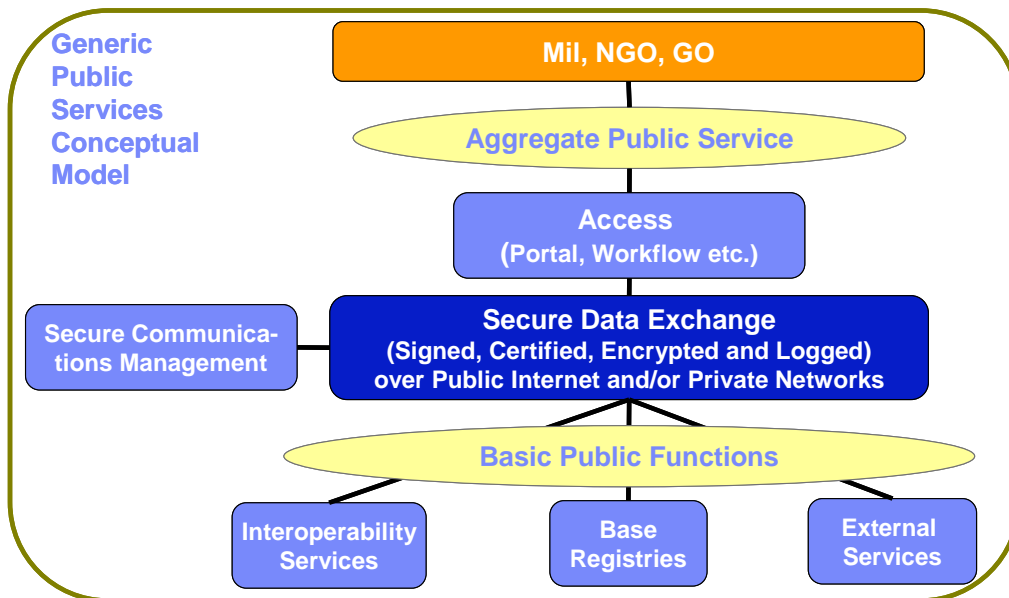 Generic
Public
Services
Conceptual
Model
Mil, NGO, GO
Aggregate Public Service
Access
(Portal, Workflow etc.)
Secure Communica-
tions Management
Secure Data Exchange
(Signed, Certified, Encrypted and Logged)
over Public Internet and/or Private Networks
Basic Public Functions
Interoperability
Services
Base
Registries
External
Services